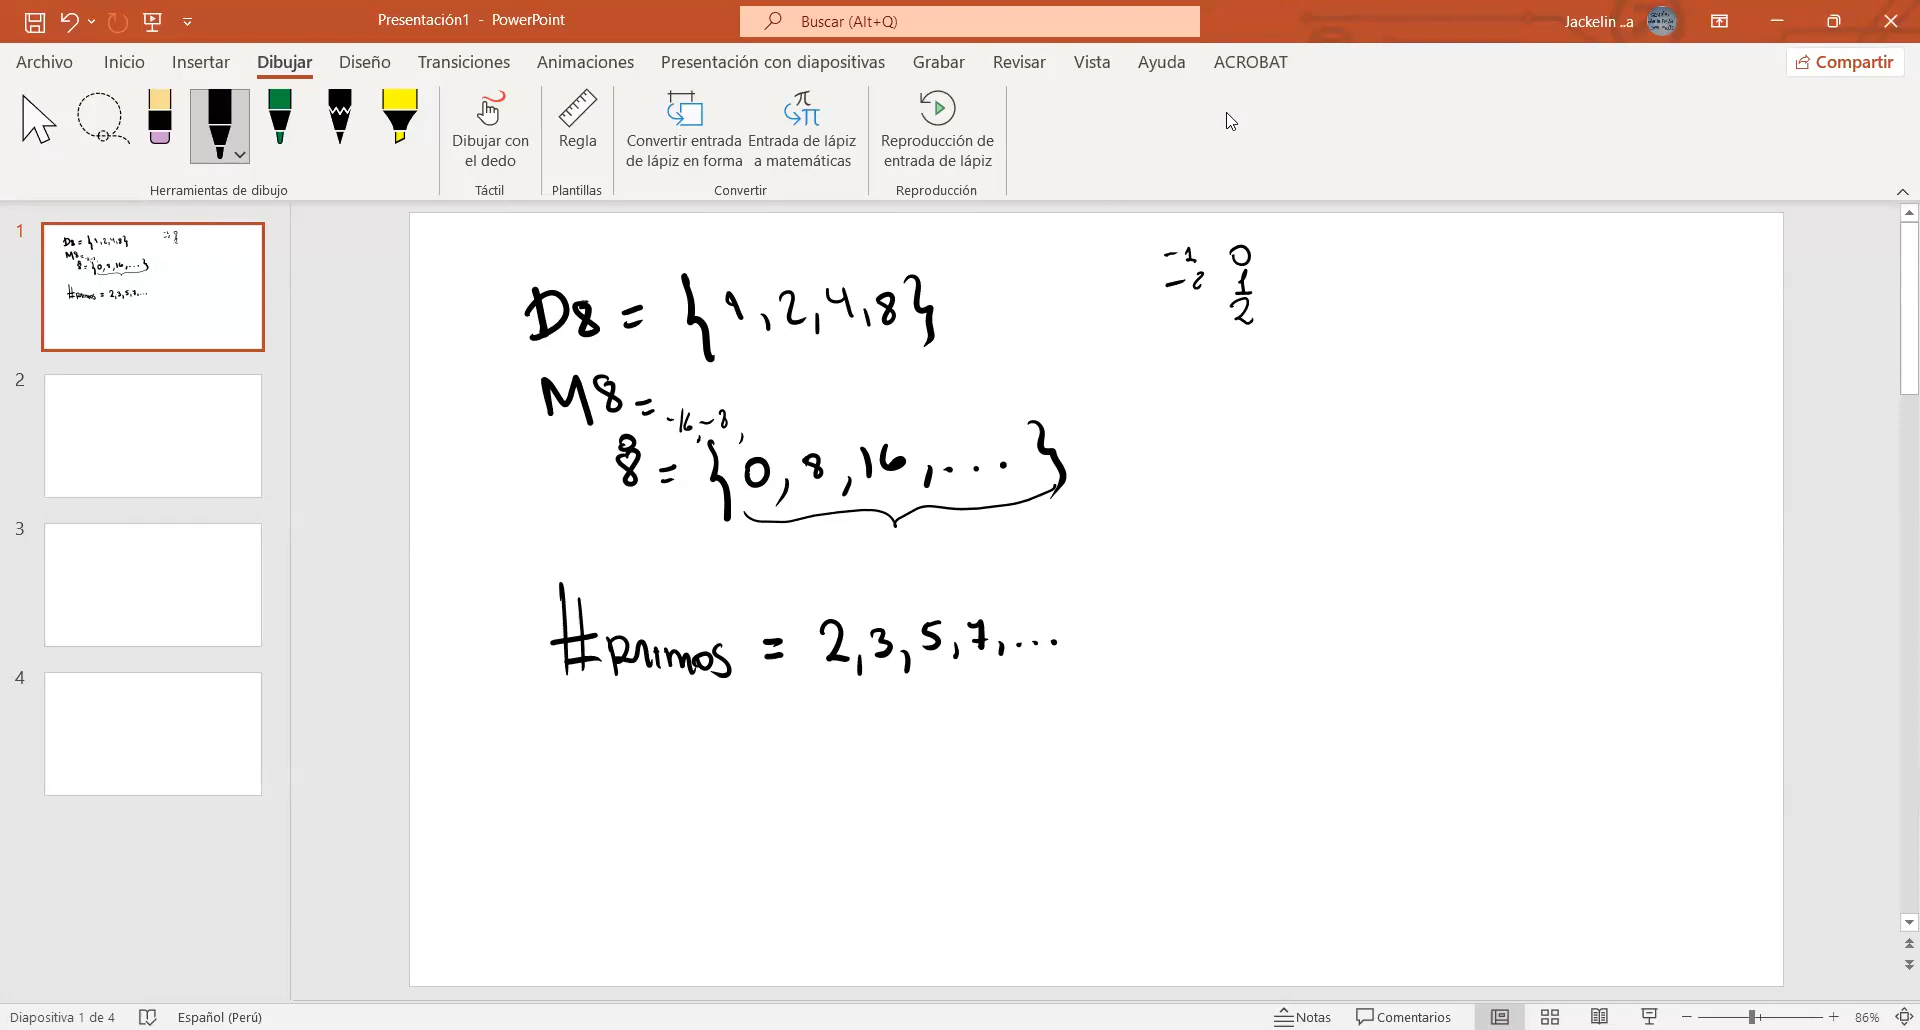 Presentación1 - PowerPoint
Buscar (Alt+Q)
Jackelin ..a
Archivo Inicio Insertar Dibujar Diseño Transiciones Animaciones Presentación con diapositivas Grabar Revisar Vista Ayuda ACROBAT
Compartir
Dibujar con el dedo
Regla
Convertir entrada de lápiz en forma
Entrada de lápiz a matemáticas
Reproducción de entrada de lápiz
Herramientas de dibujo
Táctil
Plantillas
Convertir
Reproducción
1
2
3
4
-1 0
-2 1
2
D8 = {1,2,4,8}
M8 =
-16, -8,
8° = {0,8,16,...}
#primos = 2,3,5,7,...
Diapositiva 1 de 4
Español (Perú)
Notas
Comentarios
86%